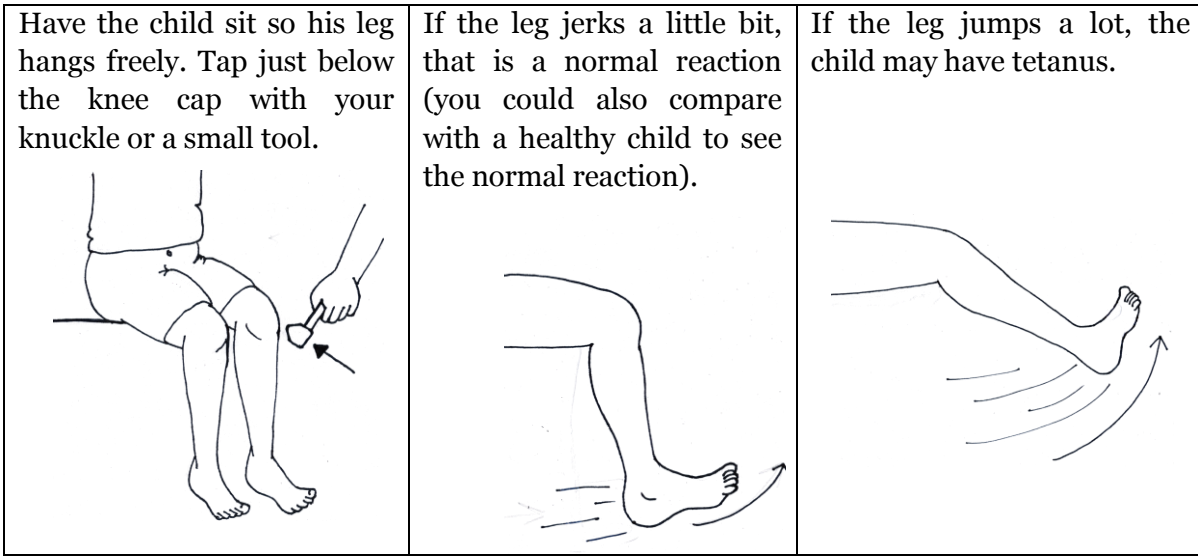 Have the child sit so his leg
hangs freely. Tap just below
the knee cap with your
knuckle or a small tool.
If the leg jerks a little bit,
that is a normal reaction
(you could also compare
with a healthy child to see
the normal reaction).
If the leg jumps a lot, the
child may have tetanus.